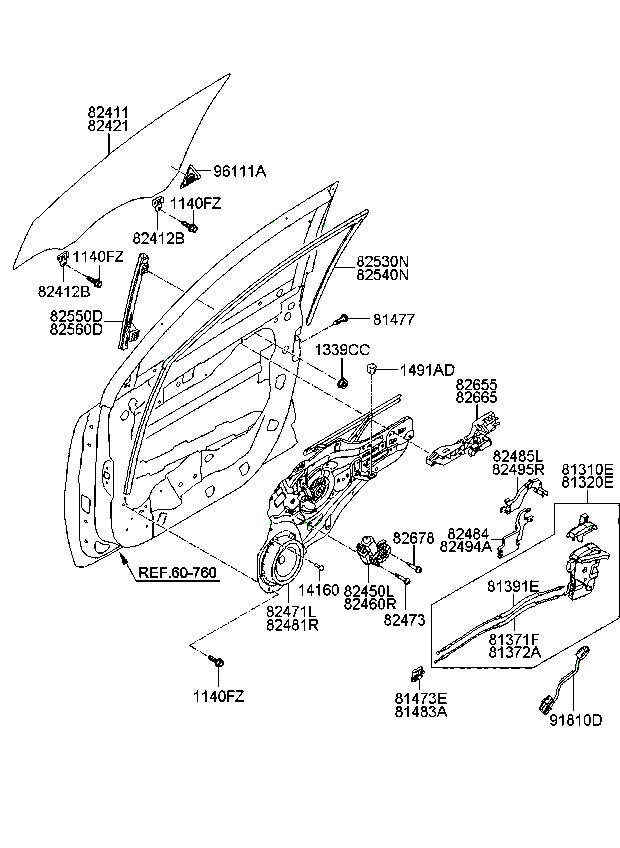 82411
82421
96111A
1140FZ
82412B
1140FZ
82412B
82530N
82540N
82550D
82560D
81477
1339CC
1491AD
82655
82665
82485L
82495R
81310E
81320E
82484
82494A
82678
REF.60-760
14160
82450L
82460R
82473
82471L
82481R
81391E
81371F
81372A
1140FZ
81473E
81483A
91810D